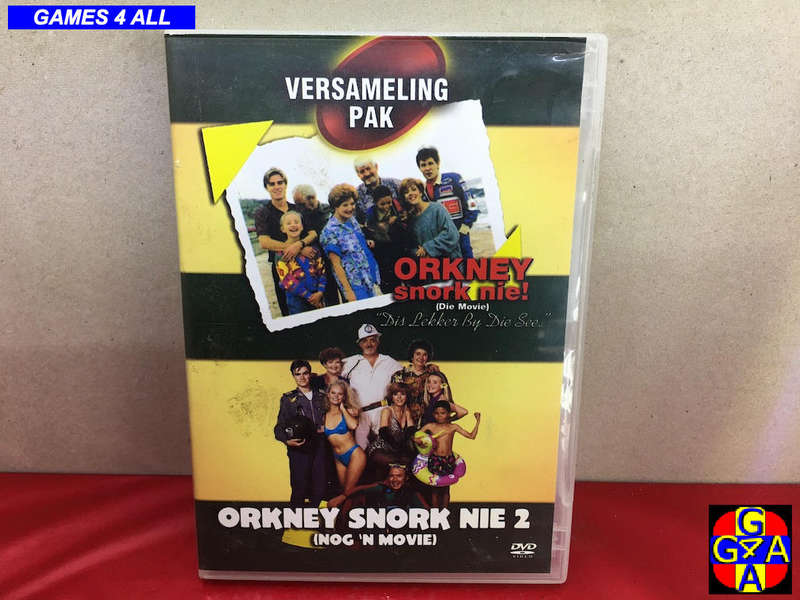 GAMES 4 ALL
VERSAMELING
PAK
ORKNEY
snork nie!
(Die Movie)
"Dis Lekker By Die See."
ORKNEY SNORK NIE 2
(NOG 'N MOVIE)
DVD
VIDEO
G
G4A
A